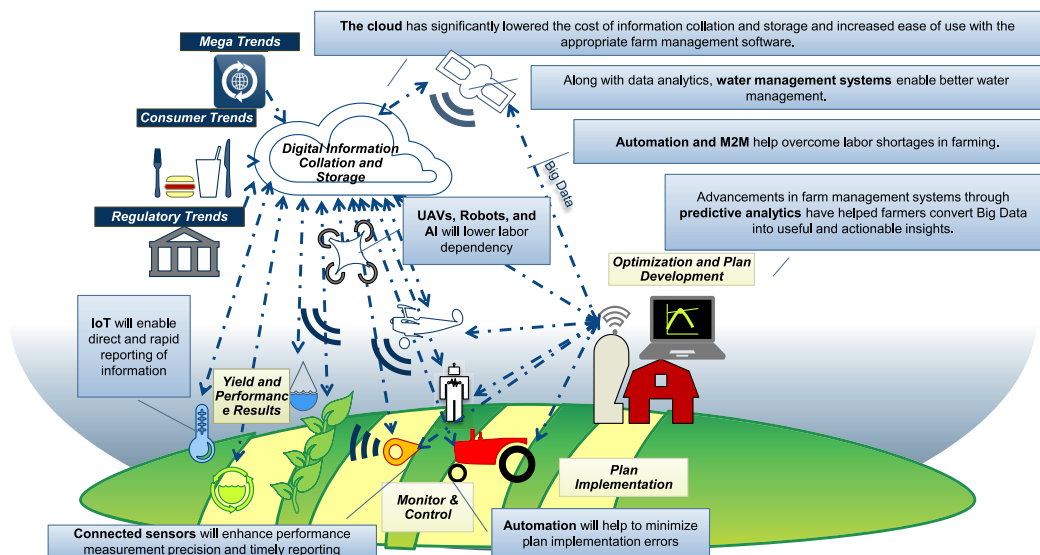 The cloud has significantly lowered the cost of information collation and storage and increased ease of use with the
appropriate farm management software.
Mega Trends
Along with data analytics, water management systems enable better water
management.
Consumer Trends
Automation and M2M help overcome labor shortages in farming.
Digital Information
Collation and
Storage
Big Data
Regulatory Trends
UAVs, Robots, and
AI will lower labor
dependency
Advancements in farm management systems through
predictive analytics have helped farmers convert Big Data
into useful and actionable insights.
Optimization and Plan
Development
IoT will enable
direct and rapid
reporting of
information
Yield and
Performanc
e Results
Plan
Implementation
Monitor &
Control
Connected sensors will enhance performance
measurement precision and timely reporting
Automation will help to minimize
plan implementation errors